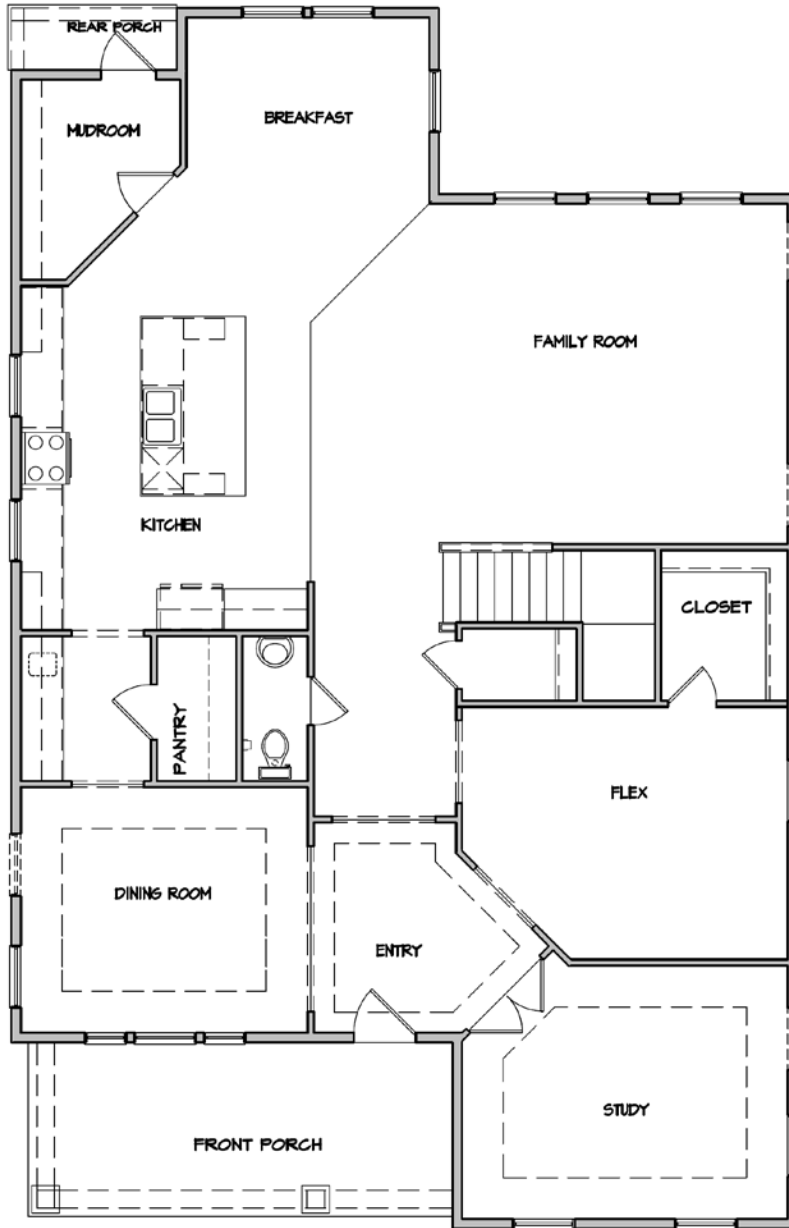 REAR PORCH
MUDROOM
BREAKFAST
FAMILY ROOM
KITCHEN
CLOSET
PANTRY
FLEX
DINING ROOM
ENTRY
STUDY
FRONT PORCH